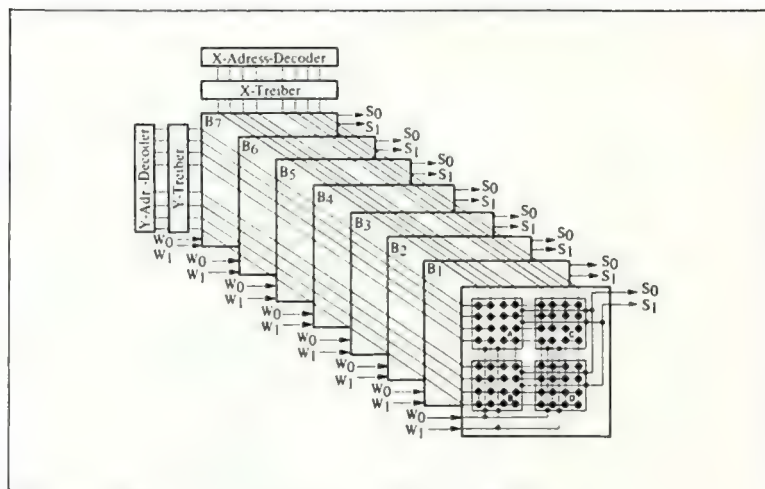 X-Adress-Decoder
X-Treiber
Y-Adr.-Decoder
Y-Treiber
B7
S0
S1
B6
S0
S1
B5
S0
S1
B4
S0
S1
B3
S0
S1
B2
S0
S1
B1
S0
S1
S0
S1
W0
W1
W0
W1
W0
W1
W0
W1
W0
W1
W0
W1
W0
W1
W0
W1
A
C
B
D